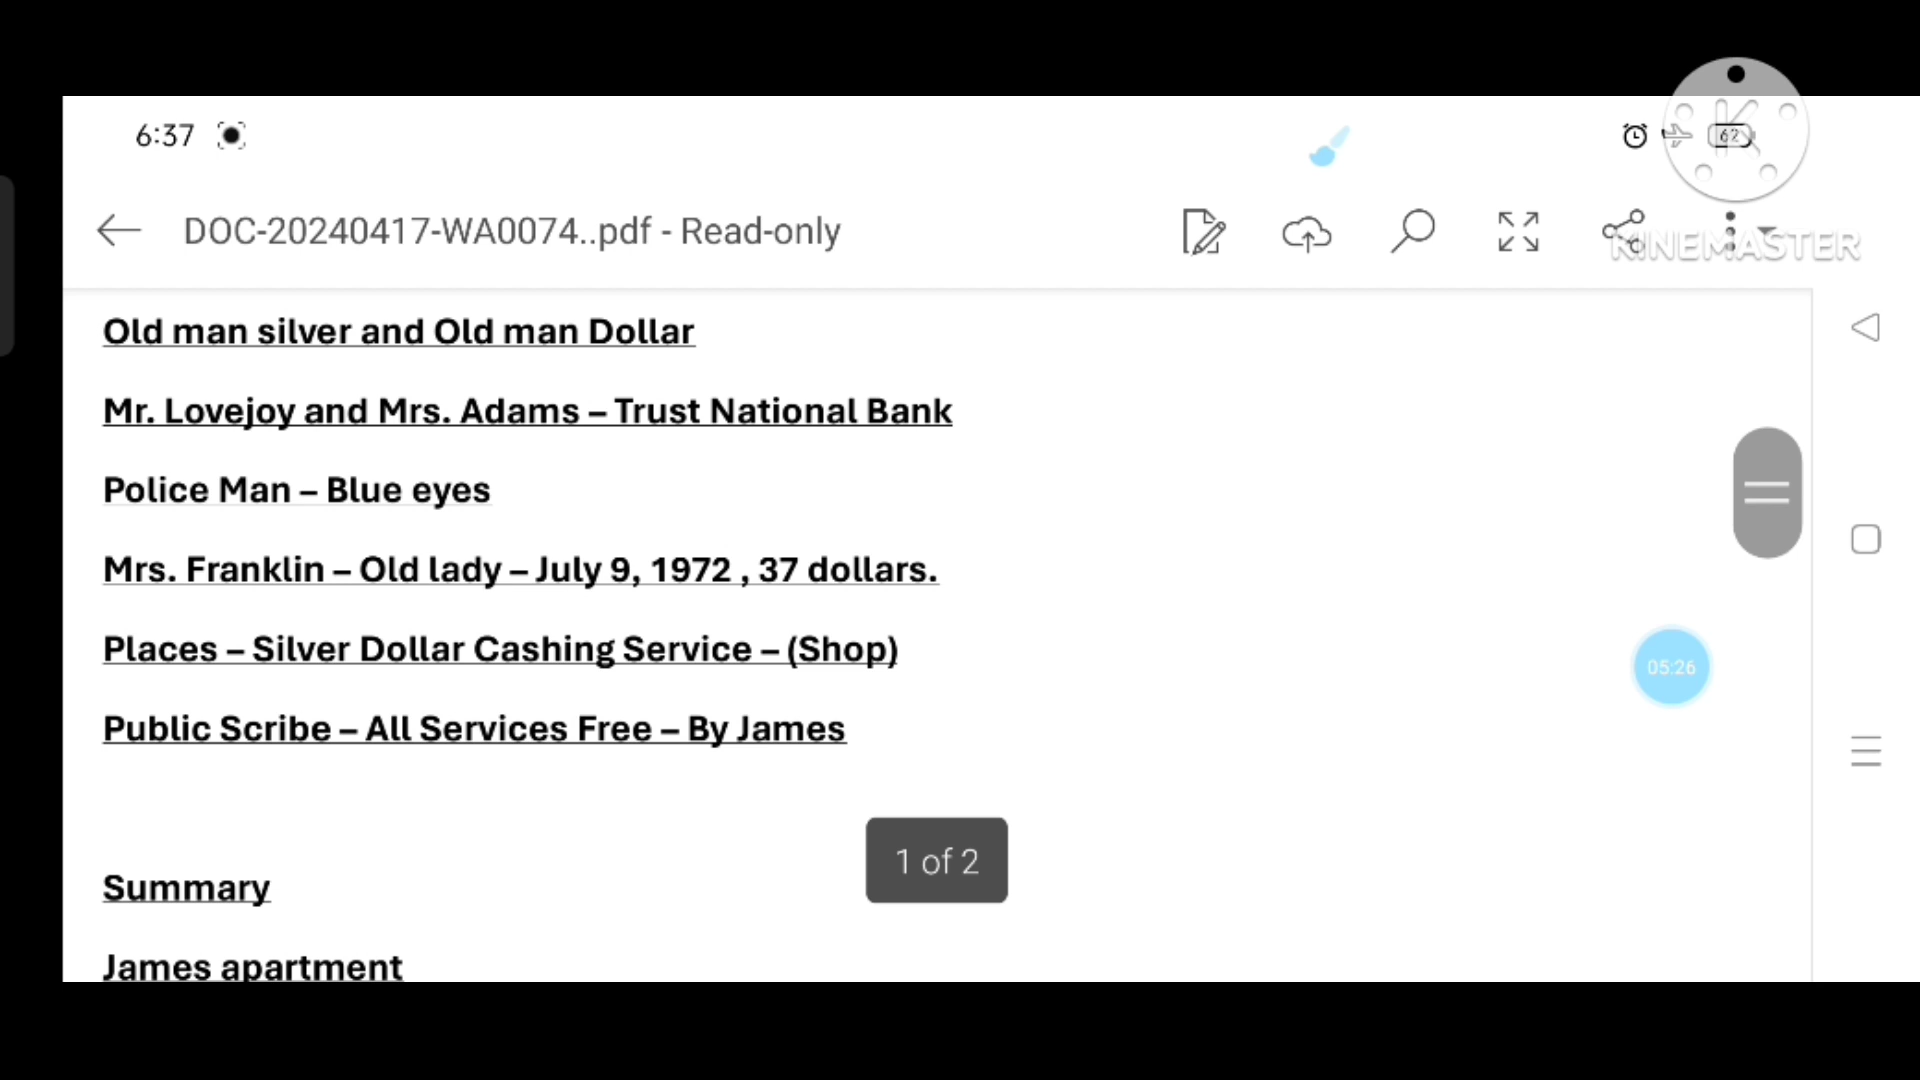 6:37
62
DOC-20240417-WA0074..pdf - Read-only
KINEMASTER
Old man silver and Old man Dollar
Mr. Lovejoy and Mrs. Adams – Trust National Bank
Police Man – Blue eyes
Mrs. Franklin – Old lady – July 9, 1972 , 37 dollars.
Places – Silver Dollar Cashing Service – (Shop)
05:26
Public Scribe – All Services Free – By James
1 of 2
Summary
James apartment